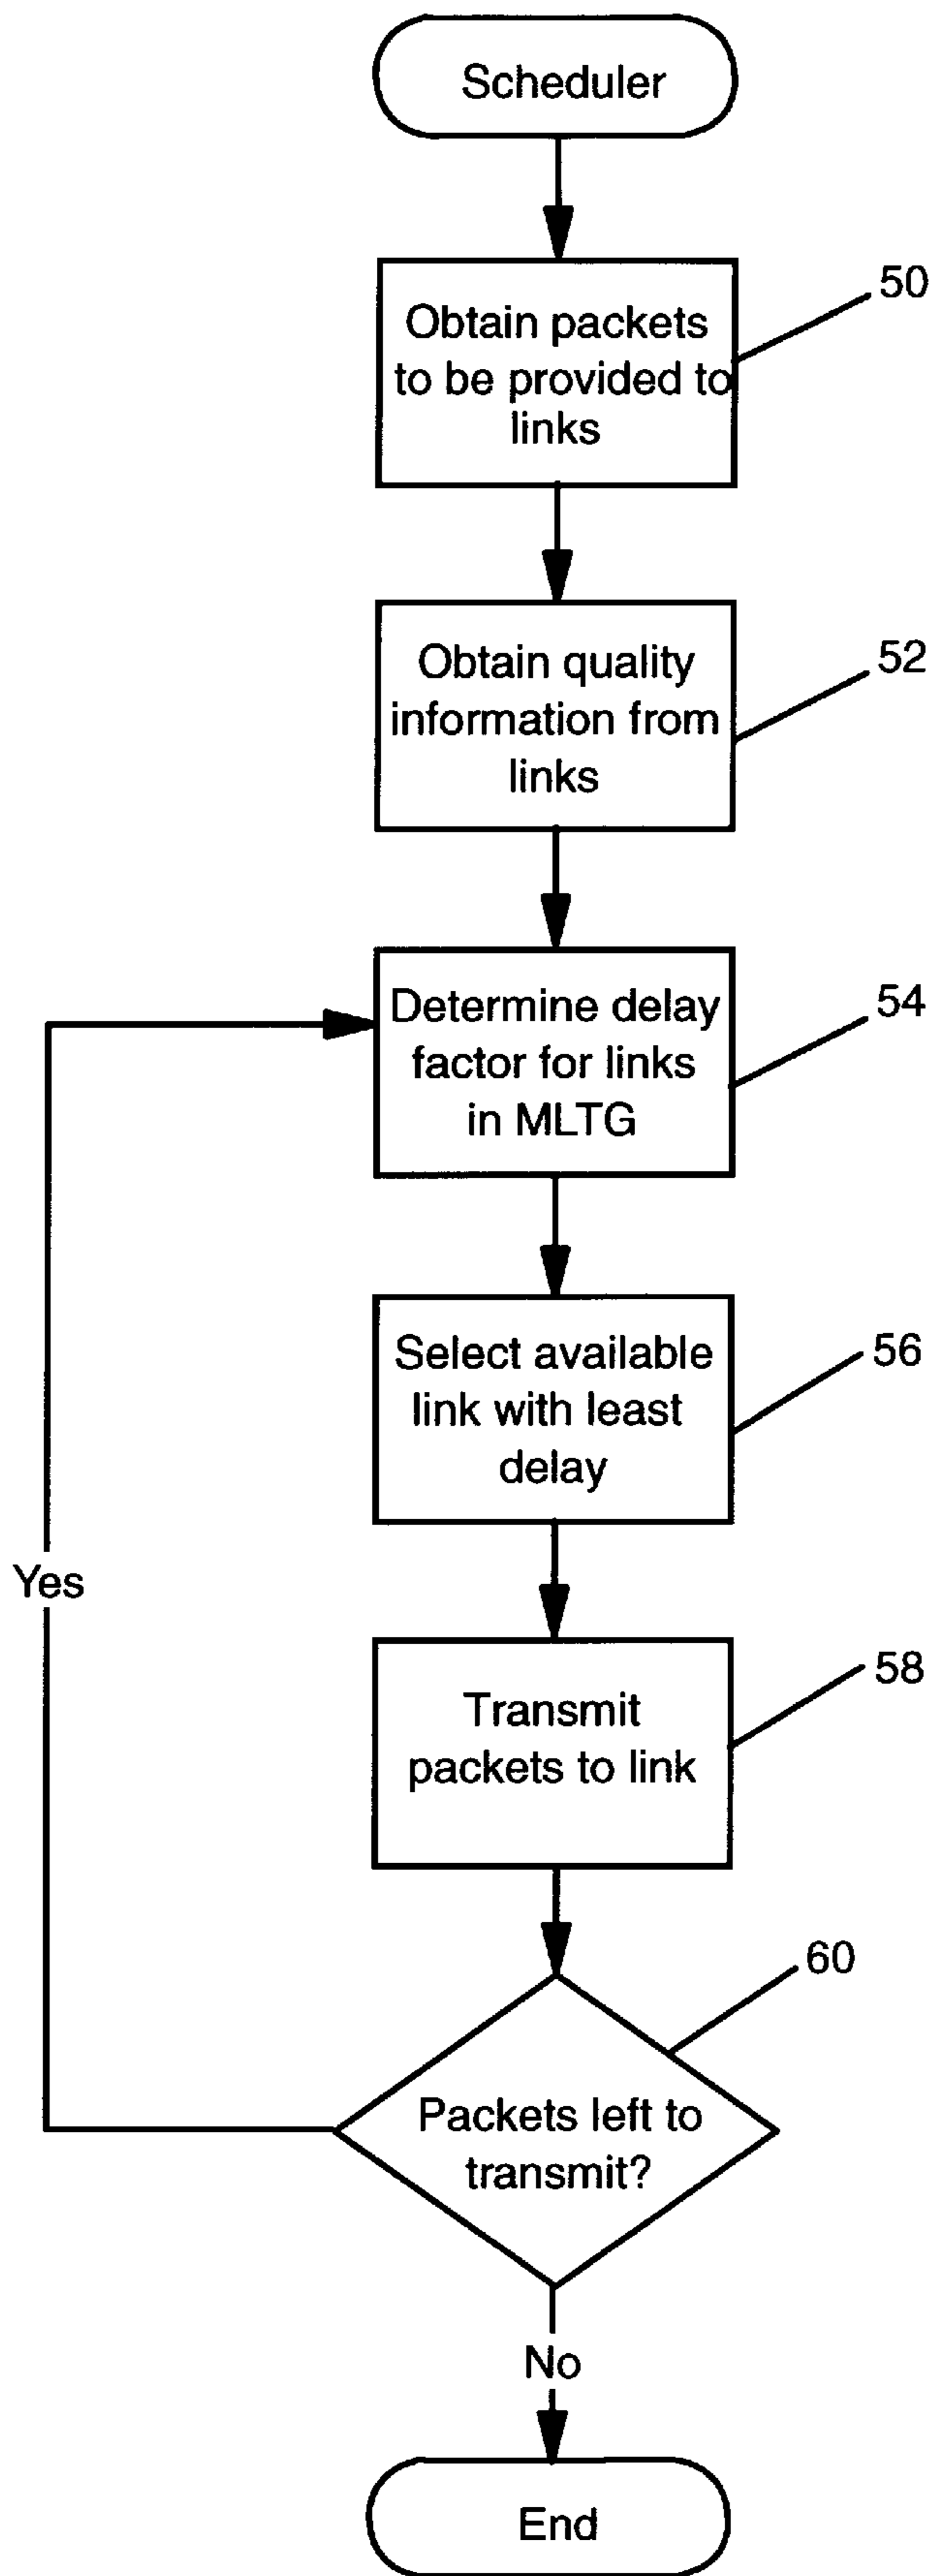 Scheduler
50
Obtain packets
to be provided to
links
52
Obtain quality
information from
links
54
Determine delay
factor for links
in MLTG
56
Select available
link with least
delay
Yes
58
Transmit
packets to link
60
Packets left to
transmit?
No
End